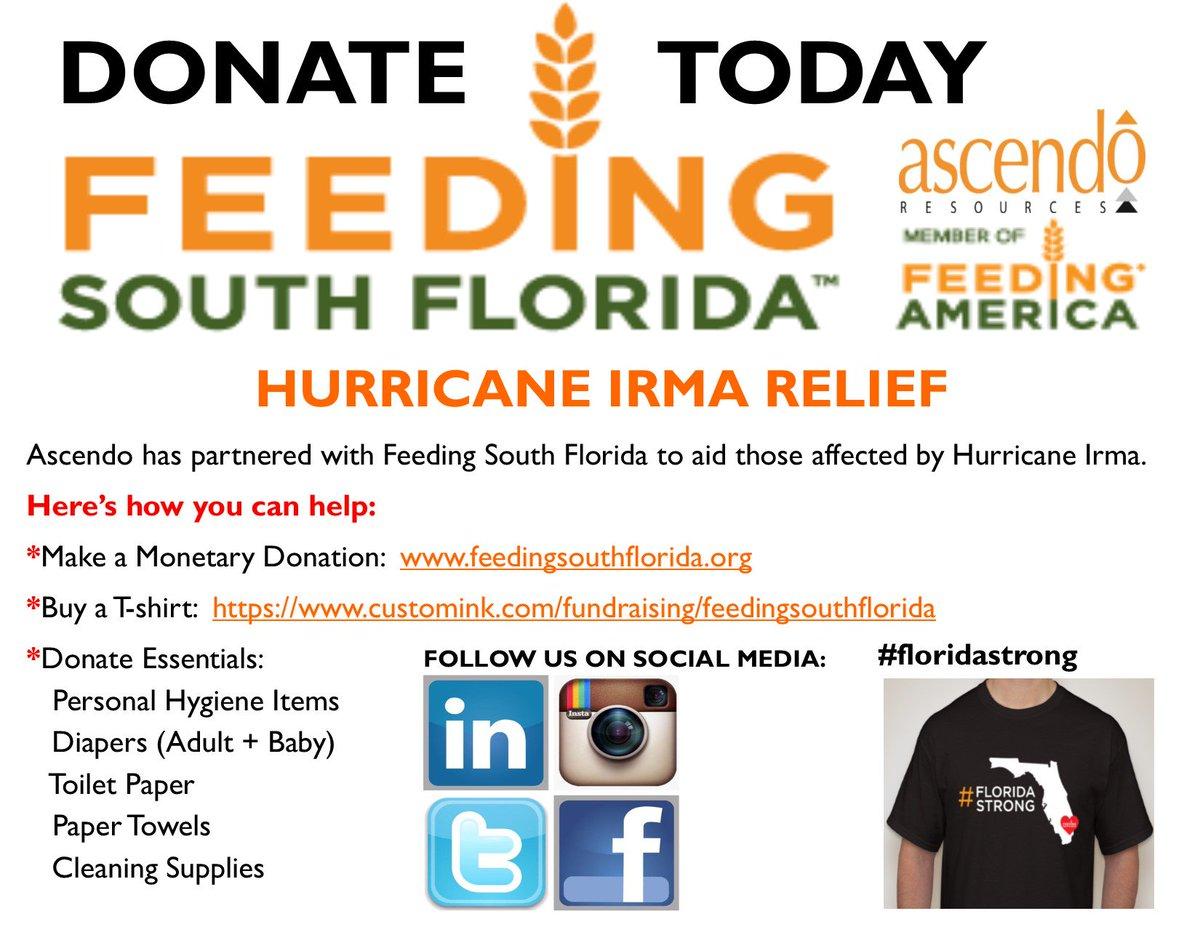 DONATE TODAY
FEEDING
SOUTH FLORIDA™
ascendo
RESOURCES
MEMBER OF
FEEDING
AMERICA
HURRICANE IRMA RELIEF
Ascendo has partnered with Feeding South Florida to aid those affected by Hurricane Irma.
Here's how you can help:
*Make a Monetary Donation: www.feedingsouthflorida.org
*Buy a T-shirt: https://www.customink.com/fundraising/feedingsouthflorida
*Donate Essentials:
Personal Hygiene Items
Diapers (Adult + Baby)
Toilet Paper
Paper Towels
Cleaning Supplies
FOLLOW US ON SOCIAL MEDIA:
in
Insta
t
f
#floridastrong
#FLORIDA
STRONG